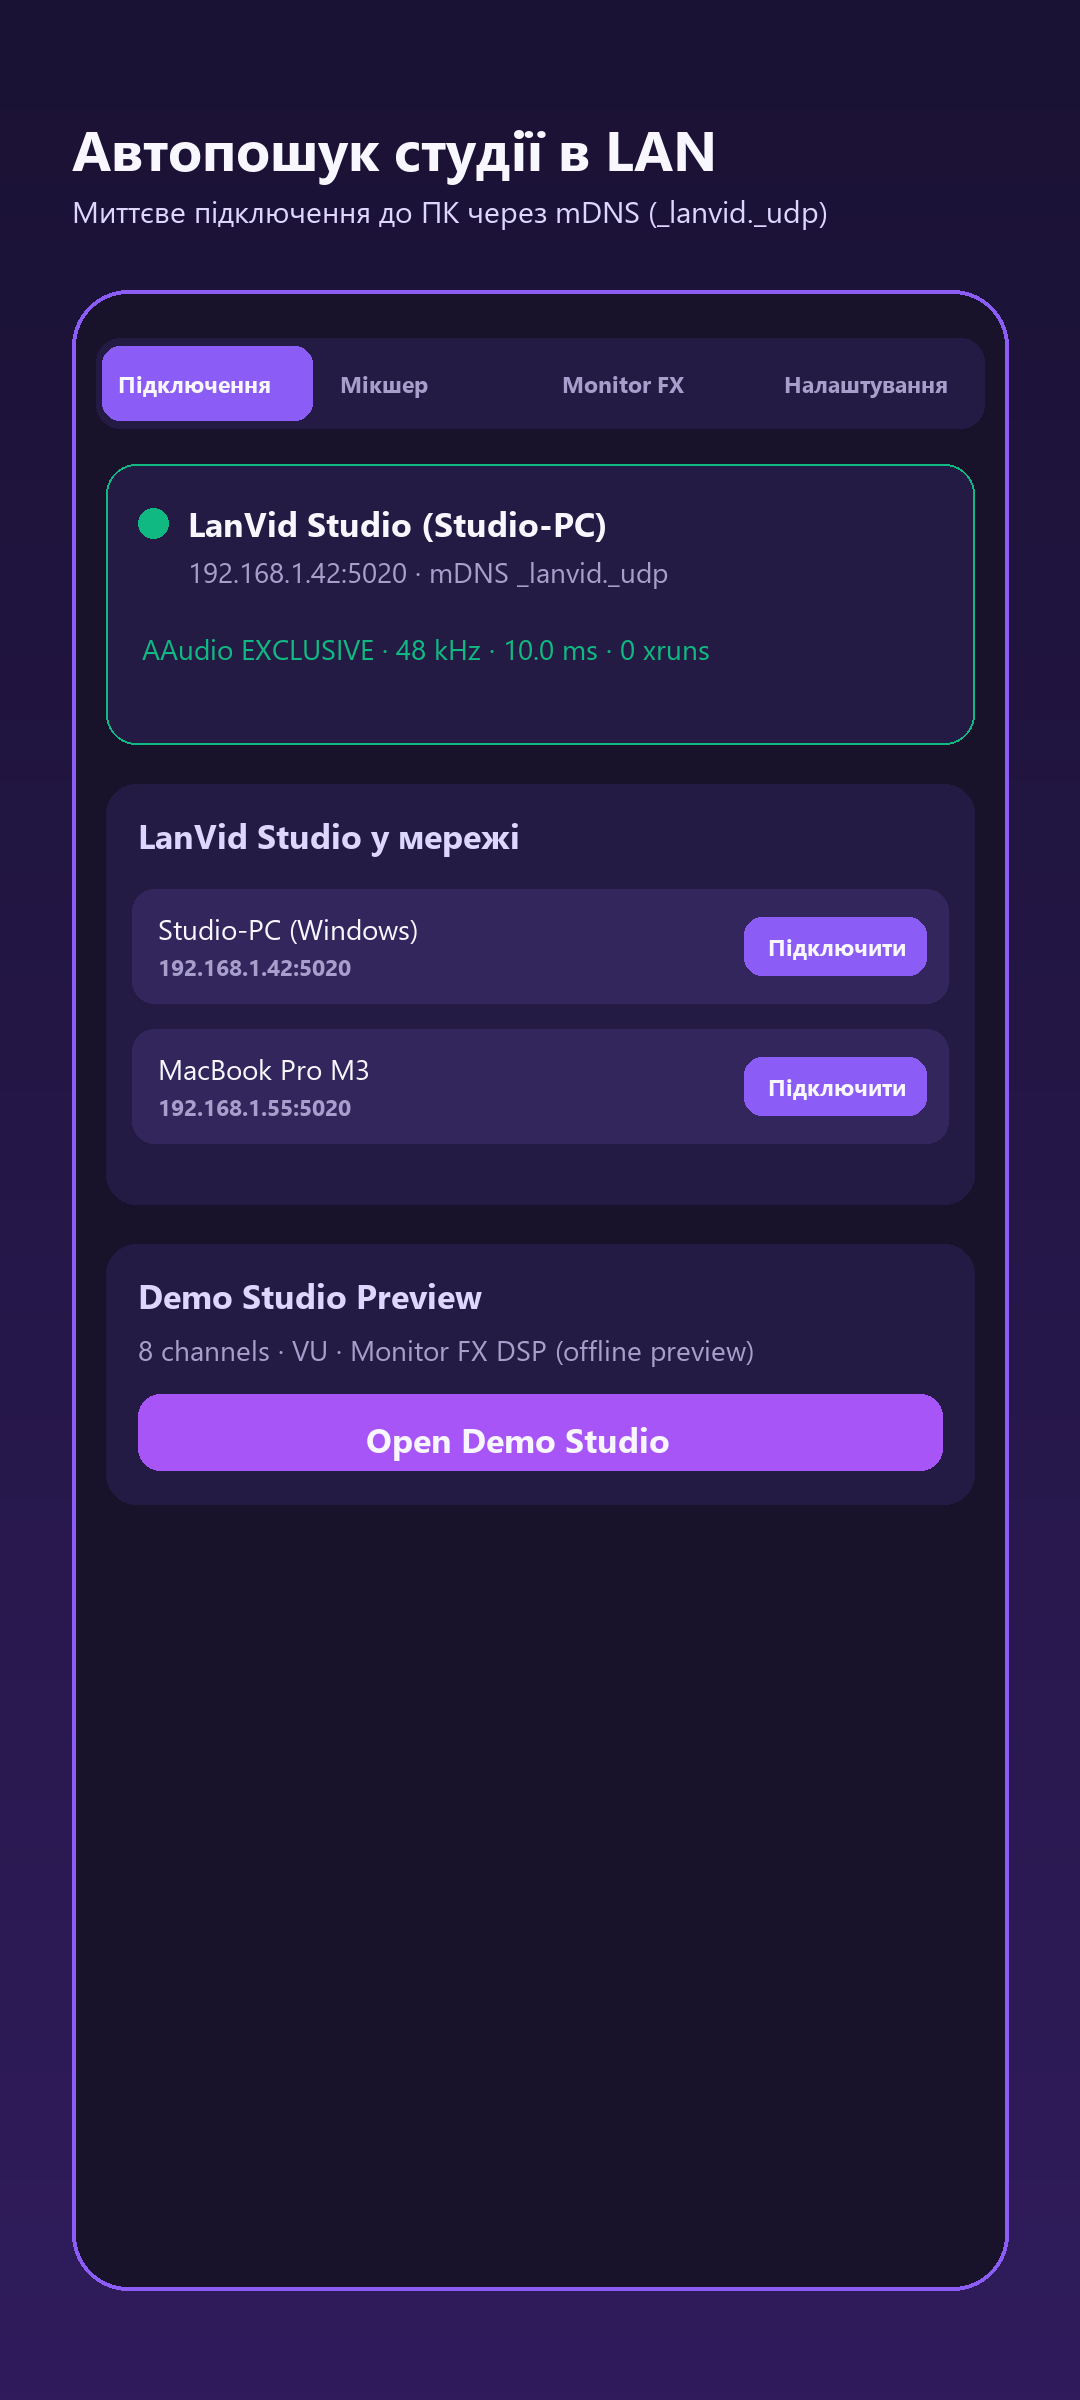 Автопошук студії в LAN
Миттєве підключення до ПК через mDNS (_lanvid._udp)
Підключення Мікшер Monitor FX Налаштування
LanVid Studio (Studio-PC)
192.168.1.42:5020 · mDNS _lanvid._udp
AAudio EXCLUSIVE · 48 kHz · 10.0 ms · 0 xruns
LanVid Studio у мережі
Studio-PC (Windows)
192.168.1.42:5020
Підключити
MacBook Pro M3
192.168.1.55:5020
Підключити
Demo Studio Preview
8 channels · VU · Monitor FX DSP (offline preview)
Open Demo Studio